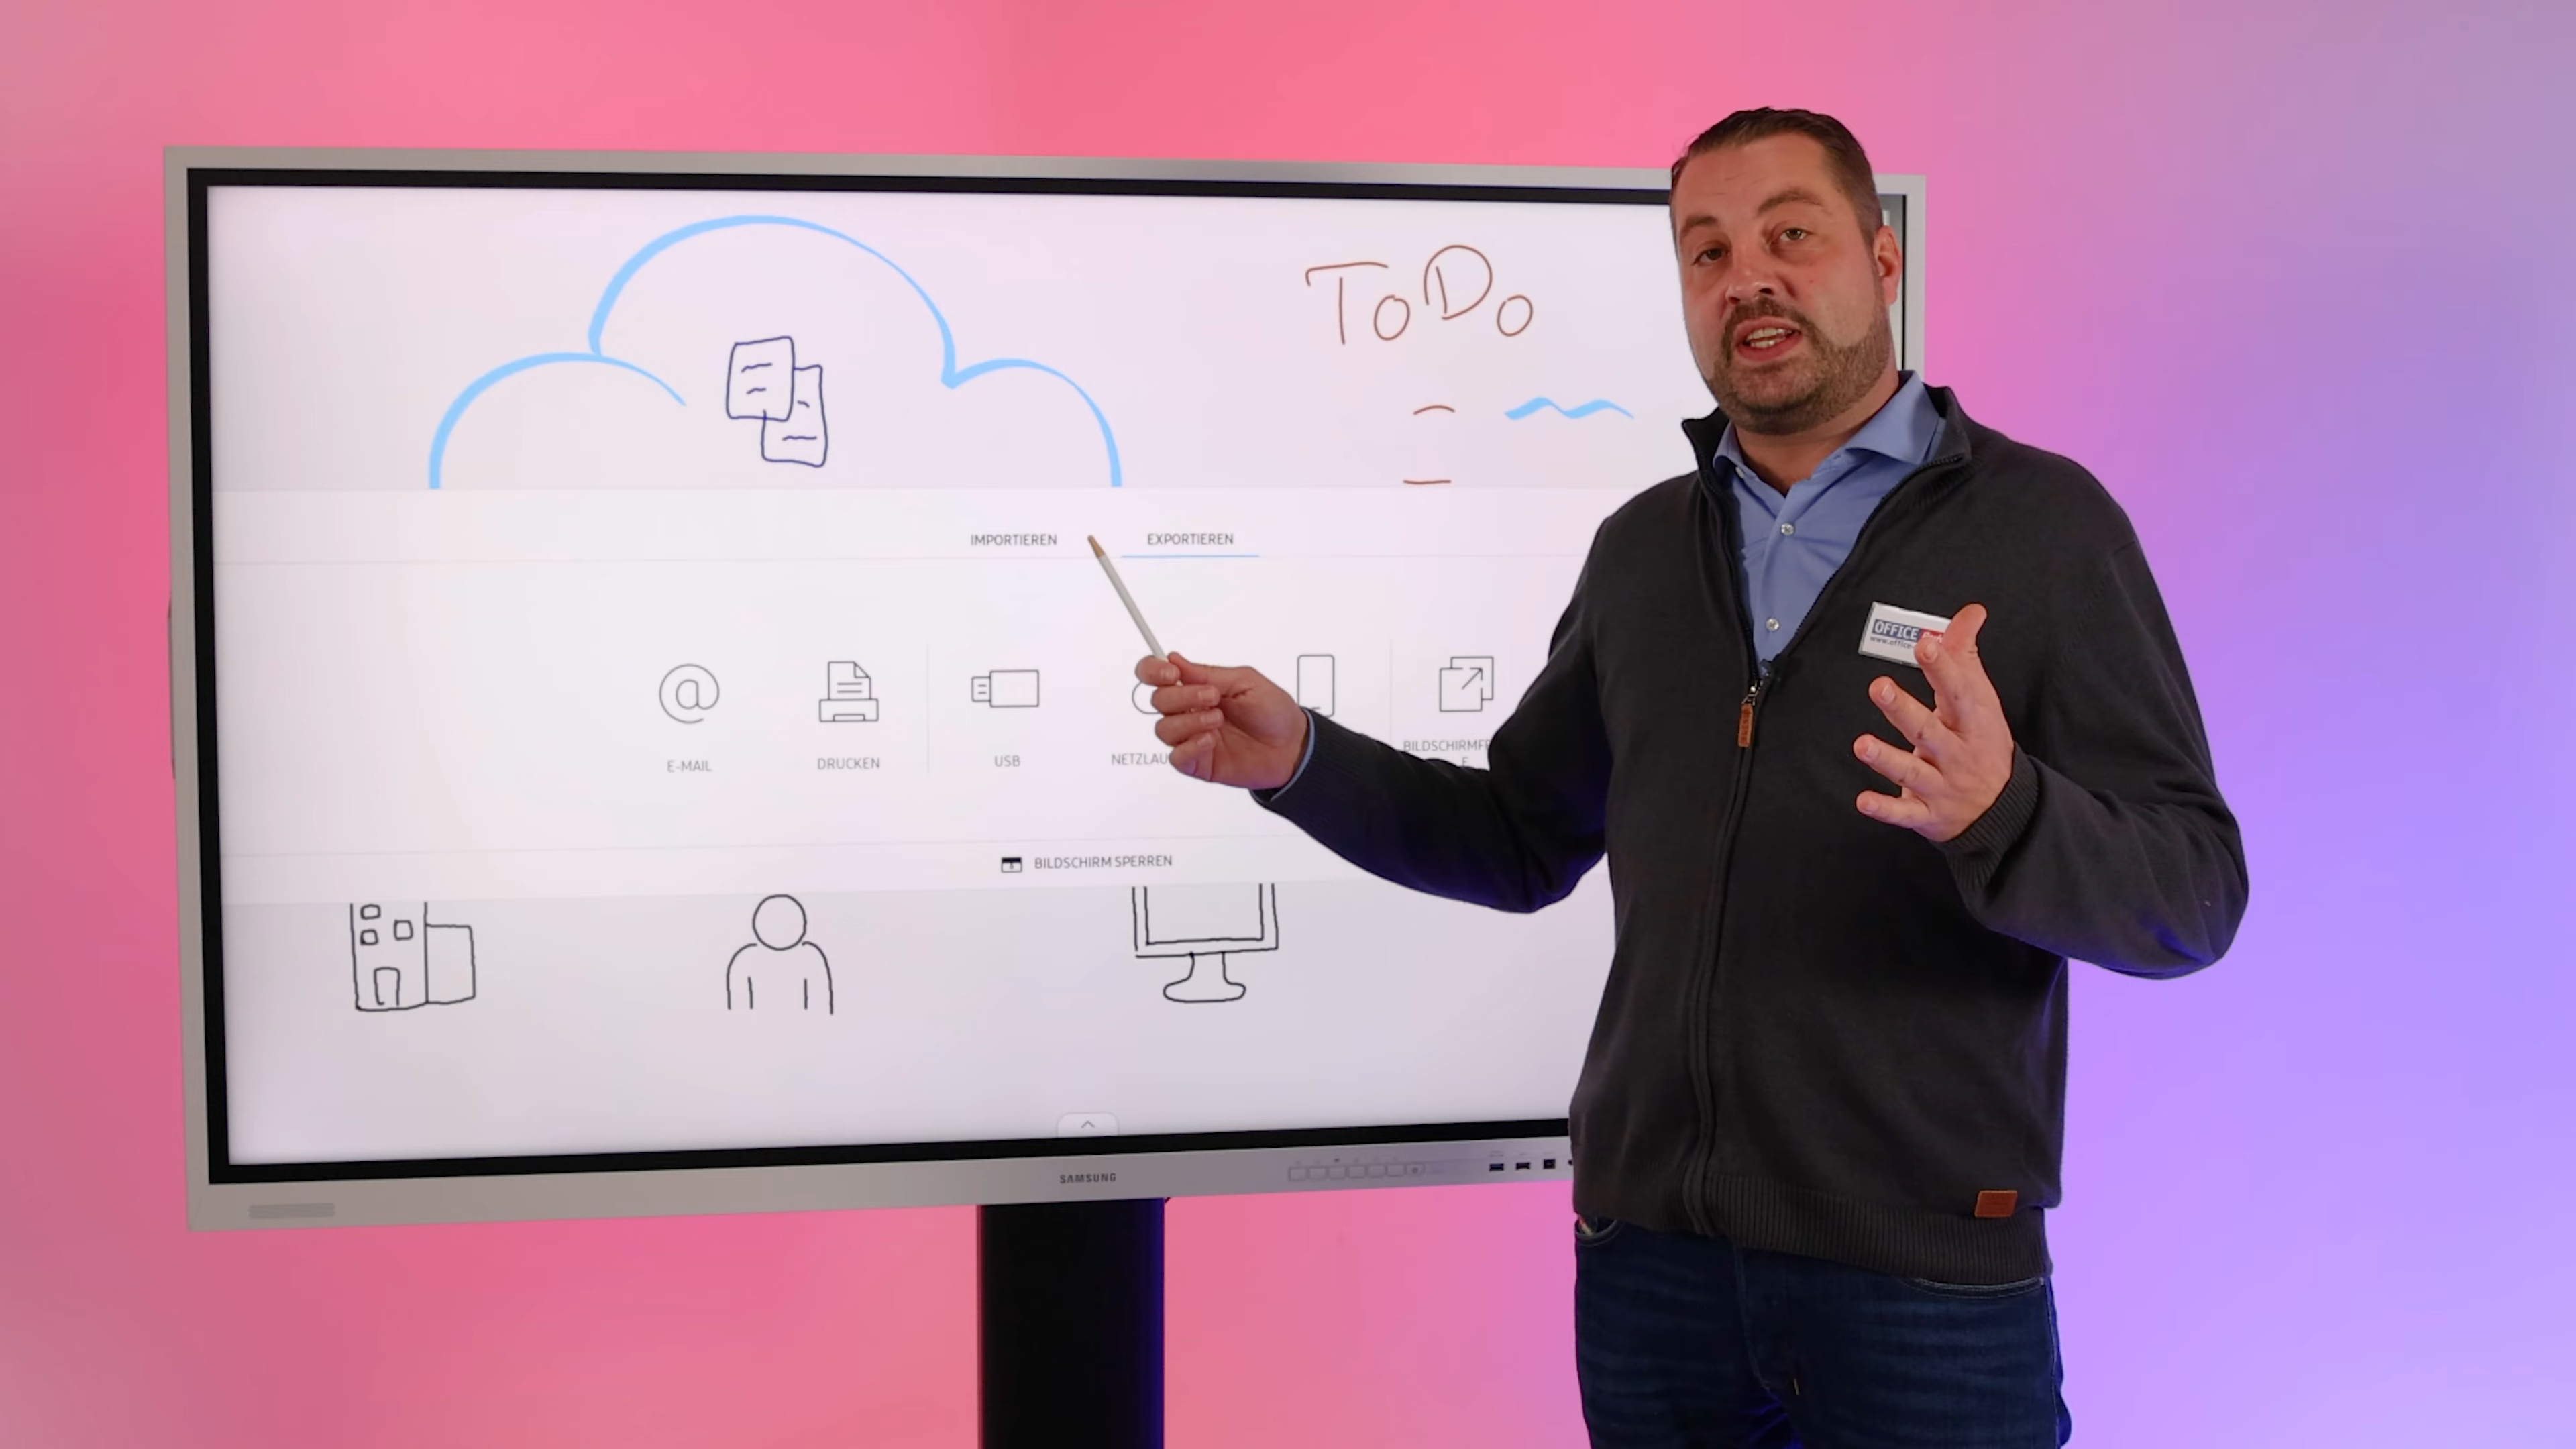 ToDo
IMPORTIEREN EXPORTIEREN
E-MAIL DRUCKEN USB
BILDSCHIRM SPERREN
OFFICE
SAMSUNG